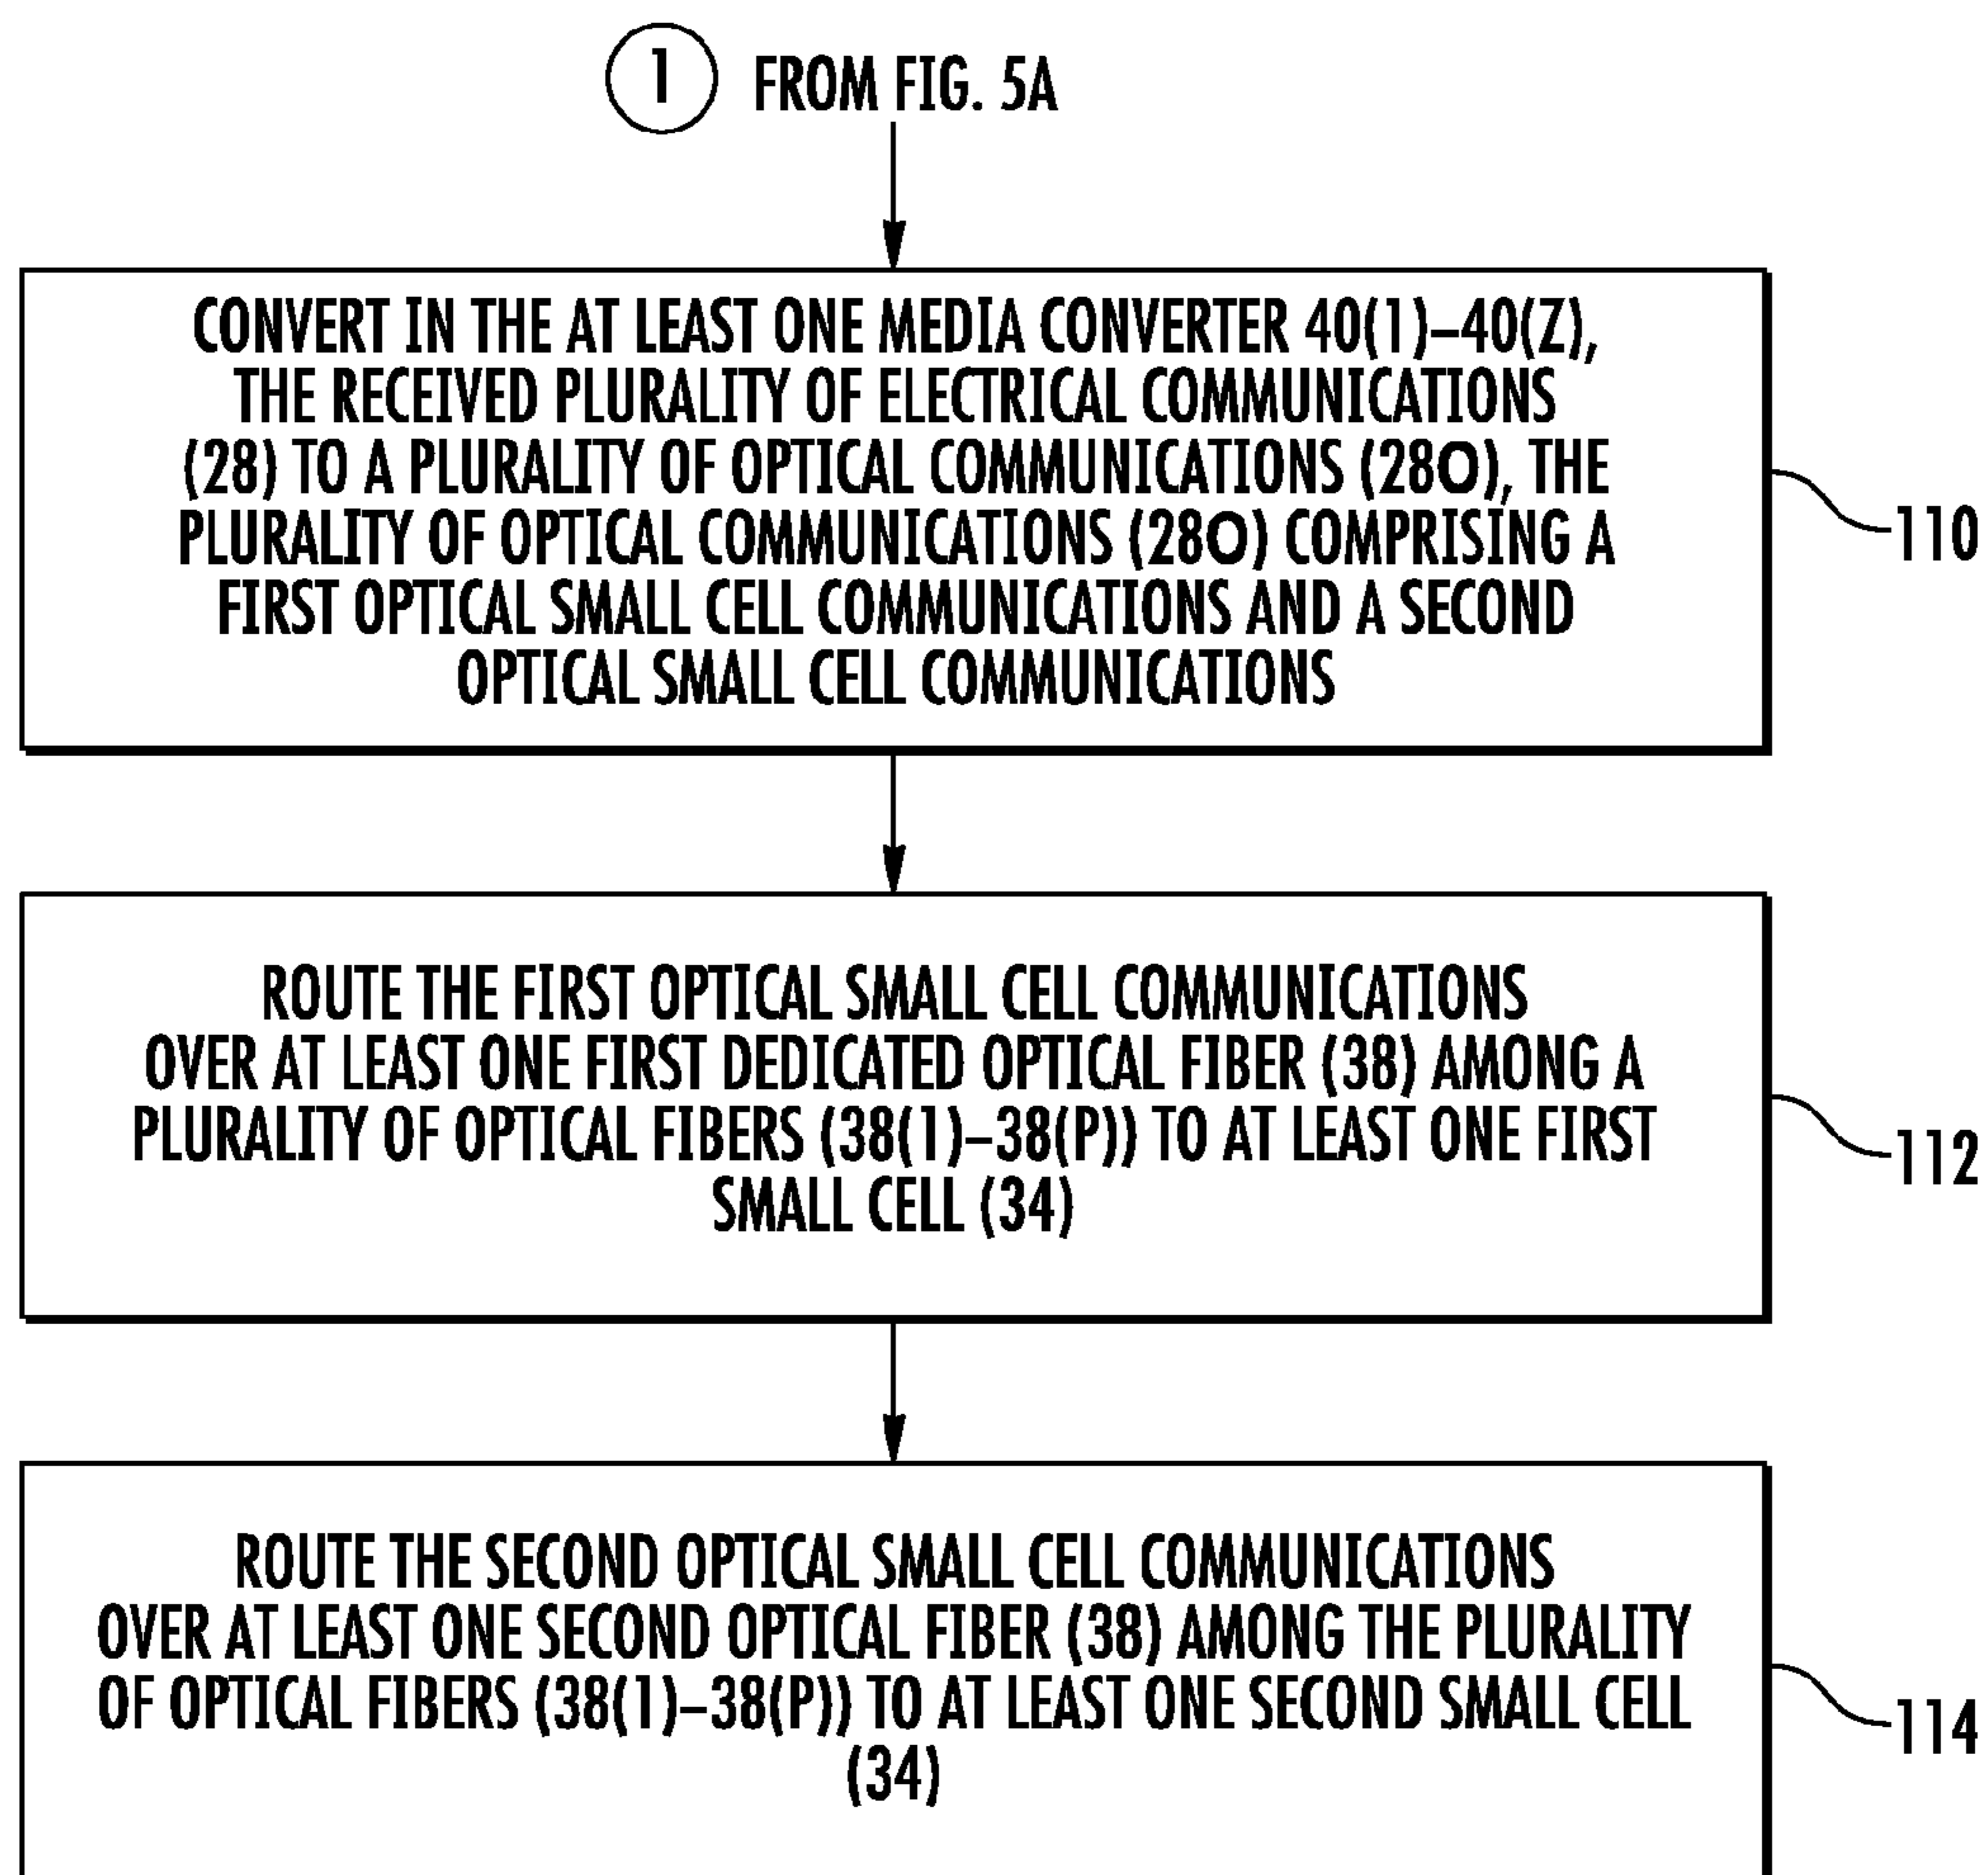 1 FROM FIG. 5A
CONVERT IN THE AT LEAST ONE MEDIA CONVERTER 40(1)–40(Z),
THE RECEIVED PLURALITY OF ELECTRICAL COMMUNICATIONS
(28) TO A PLURALITY OF OPTICAL COMMUNICATIONS (28O), THE
PLURALITY OF OPTICAL COMMUNICATIONS (28O) COMPRISING A
FIRST OPTICAL SMALL CELL COMMUNICATIONS AND A SECOND
OPTICAL SMALL CELL COMMUNICATIONS
110
ROUTE THE FIRST OPTICAL SMALL CELL COMMUNICATIONS
OVER AT LEAST ONE FIRST DEDICATED OPTICAL FIBER (38) AMONG A
PLURALITY OF OPTICAL FIBERS (38(1)–38(P)) TO AT LEAST ONE FIRST
SMALL CELL (34)
112
ROUTE THE SECOND OPTICAL SMALL CELL COMMUNICATIONS
OVER AT LEAST ONE SECOND OPTICAL FIBER (38) AMONG THE PLURALITY
OF OPTICAL FIBERS (38(1)–38(P)) TO AT LEAST ONE SECOND SMALL CELL
(34)
114